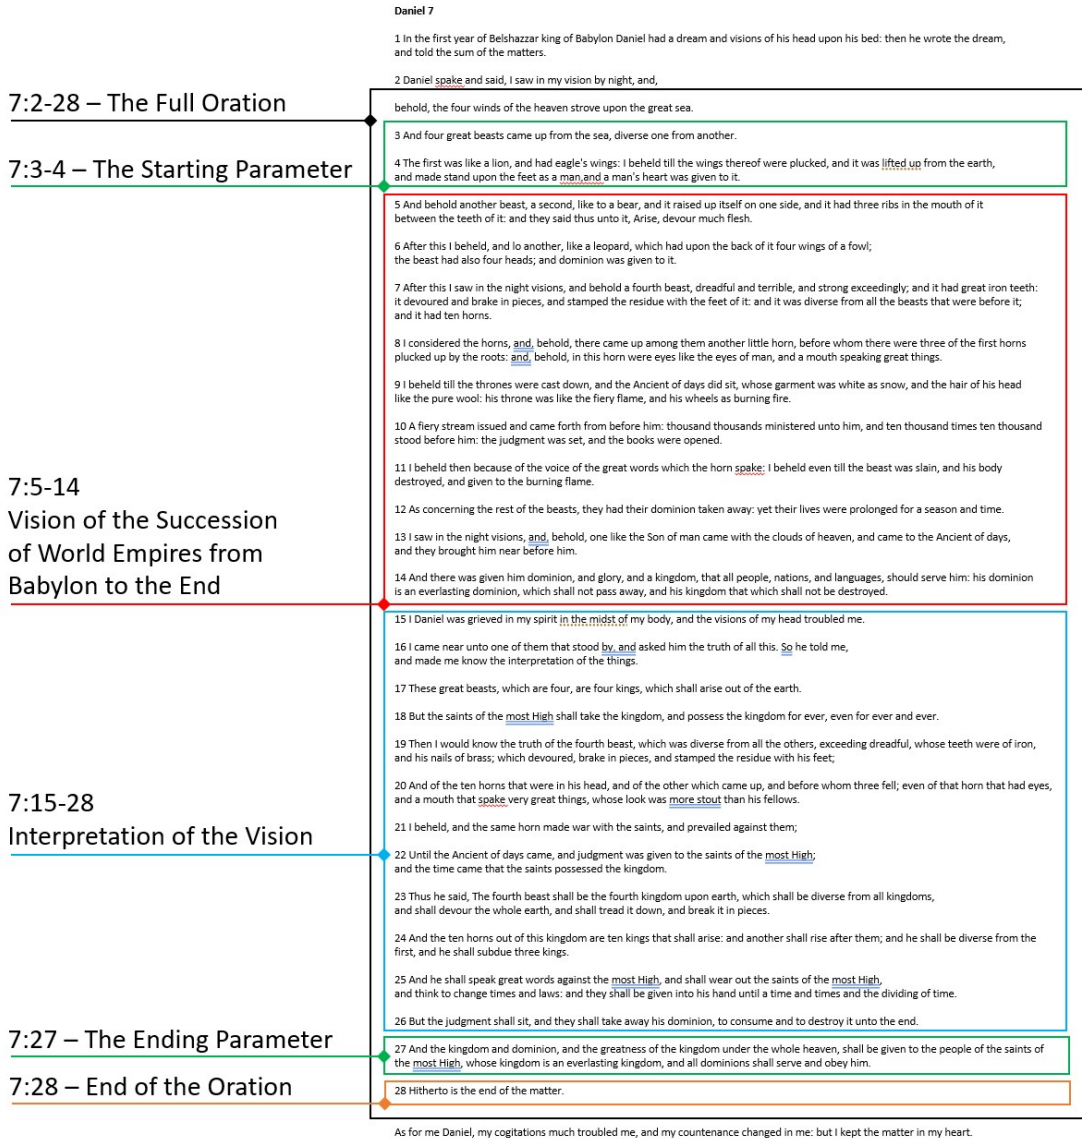 Daniel 7
1 In the first year of Belshazzar king of Babylon Daniel had a dream and visions of his head upon his bed: then he wrote the dream,
and told the sum of the matters.
2 Daniel spake and said, I saw in my vision by night, and,
7:2-28 – The Full Oration
behold, the four winds of the heaven strove upon the great sea.
7:3-4 – The Starting Parameter
3 And four great beasts came up from the sea, diverse one from another.
4 The first was like a lion, and had eagle's wings: I beheld till the wings thereof were plucked, and it was lifted up from the earth,
and made stand upon the feet as a man,and a man's heart was given to it.
7:5-14
Vision of the Succession
of World Empires from
Babylon to the End
5 And behold another beast, a second, like to a bear, and it raised up itself on one side, and it had three ribs in the mouth of it
between the teeth of it: and they said thus unto it, Arise, devour much flesh.
6 After this I beheld, and lo another, like a leopard, which had upon the back of it four wings of a fowl;
the beast had also four heads; and dominion was given to it.
7 After this I saw in the night visions, and behold a fourth beast, dreadful and terrible, and strong exceedingly; and it had great iron teeth:
it devoured and brake in pieces, and stamped the residue with the feet of it: and it was diverse from all the beasts that were before it;
and it had ten horns.
8 I considered the horns, and, behold, there came up among them another little horn, before whom there were three of the first horns
plucked up by the roots: and, behold, in this horn were eyes like the eyes of man, and a mouth speaking great things.
9 I beheld till the thrones were cast down, and the Ancient of days did sit, whose garment was white as snow, and the hair of his head
like the pure wool: his throne was like the fiery flame, and his wheels as burning fire.
10 A fiery stream issued and came forth from before him: thousand thousands ministered unto him, and ten thousand times ten thousand
stood before him: the judgment was set, and the books were opened.
11 I beheld then because of the voice of the great words which the horn spake: I beheld even till the beast was slain, and his body
destroyed, and given to the burning flame.
12 As concerning the rest of the beasts, they had their dominion taken away: yet their lives were prolonged for a season and time.
13 I saw in the night visions, and, behold, one like the Son of man came with the clouds of heaven, and came to the Ancient of days,
and they brought him near before him.
14 And there was given him dominion, and glory, and a kingdom, that all people, nations, and languages, should serve him: his dominion
is an everlasting dominion, which shall not pass away, and his kingdom that which shall not be destroyed.
7:15-28
Interpretation of the Vision
15 I Daniel was grieved in my spirit in the midst of my body, and the visions of my head troubled me.
16 I came near unto one of them that stood by, and asked him the truth of all this. So he told me,
and made me know the interpretation of the things.
17 These great beasts, which are four, are four kings, which shall arise out of the earth.
18 But the saints of the most High shall take the kingdom, and possess the kingdom for ever, even for ever and ever.
19 Then I would know the truth of the fourth beast, which was diverse from all the others, exceeding dreadful, whose teeth were of iron,
and his nails of brass; which devoured, brake in pieces, and stamped the residue with his feet;
20 And of the ten horns that were in his head, and of the other which came up, and before whom three fell; even of that horn that had eyes,
and a mouth that spake very great things, whose look was more stout than his fellows.
21 I beheld, and the same horn made war with the saints, and prevailed against them;
22 Until the Ancient of days came, and judgment was given to the saints of the most High;
and the time came that the saints possessed the kingdom.
23 Thus he said, The fourth beast shall be the fourth kingdom upon earth, which shall be diverse from all kingdoms,
and shall devour the whole earth, and shall tread it down, and break it in pieces.
24 And the ten horns out of this kingdom are ten kings that shall arise: and another shall rise after them; and he shall be diverse from the
first, and he shall subdue three kings.
25 And he shall speak great words against the most High, and shall wear out the saints of the most High,
and think to change times and laws: and they shall be given into his hand until a time and times and the dividing of time.
26 But the judgment shall sit, and they shall take away his dominion, to consume and to destroy it unto the end.
7:27 – The Ending Parameter
27 And the kingdom and dominion, and the greatness of the kingdom under the whole heaven, shall be given to the people of the saints of
the most High, whose kingdom is an everlasting kingdom, and all dominions shall serve and obey him.
7:28 – End of the Oration
28 Hitherto is the end of the matter.
As for me Daniel, my cogitations much troubled me, and my countenance changed in me: but I kept the matter in my heart.